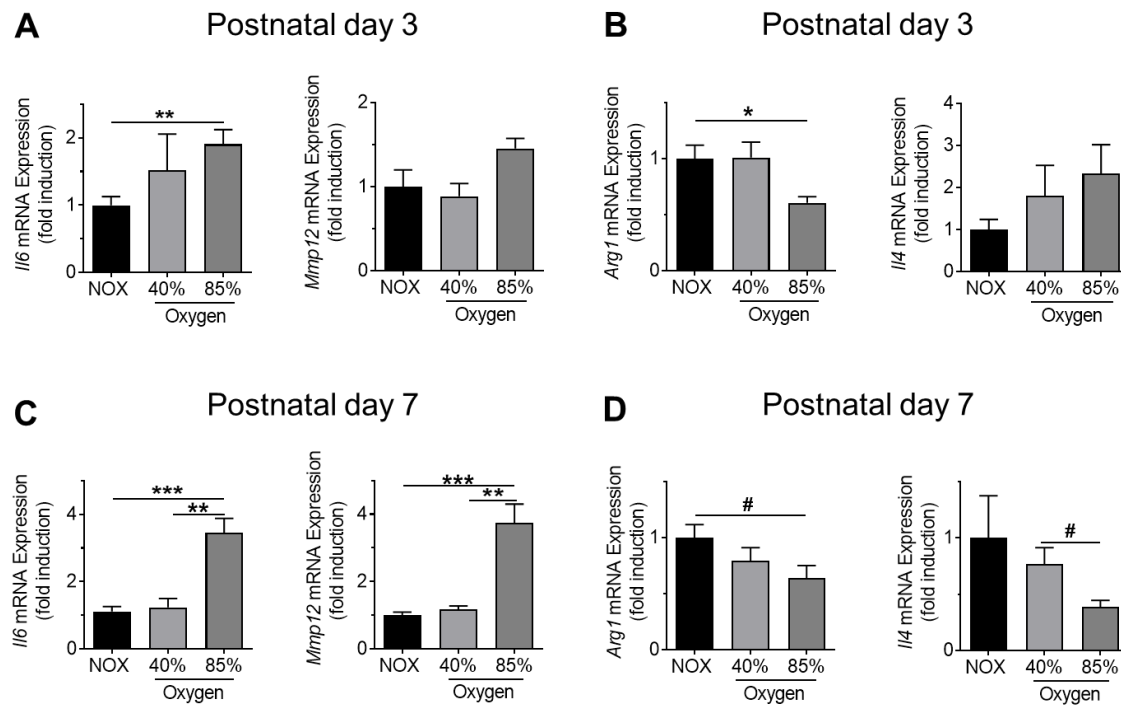 A Postnatal day 3
Il6 mRNA Expression
(fold induction)
2
1
0
**
NOX 40% 85%
Oxygen
Mmp12 mRNA Expression
(fold induction)
2
1
0
NOX 40% 85%
Oxygen
B Postnatal day 3
Arg1 mRNA Expression
(fold induction)
1
0
*
NOX 40% 85%
Oxygen
Il4 mRNA Expression
(fold induction)
4
3
2
1
0
NOX 40% 85%
Oxygen
C Postnatal day 7
Il6 mRNA Expression
(fold induction)
4
2
0
***
**
NOX 40% 85%
Oxygen
Mmp12 mRNA Expression
(fold induction)
4
2
0
***
**
NOX 40% 85%
Oxygen
D Postnatal day 7
Arg1 mRNA Expression
(fold induction)
1
0
#
NOX 40% 85%
Oxygen
Il4 mRNA Expression
(fold induction)
1
0
#
NOX 40% 85%
Oxygen